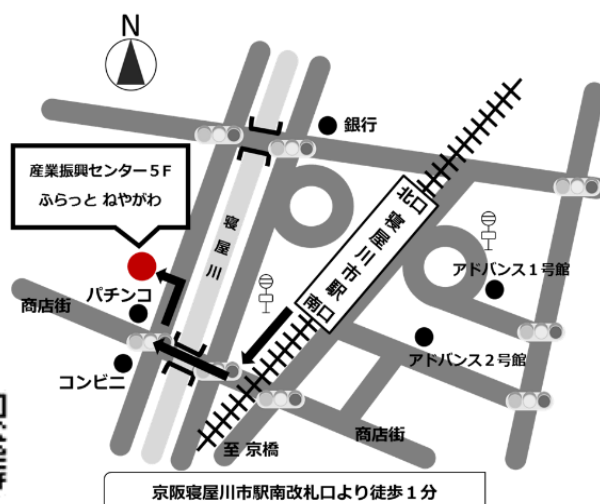 N
銀行
産業振興センター５F
ふらっと ねやがわ
寝屋川
北口
寝屋川市駅
南口
アドバンス１号館
パチンコ
商店街
アドバンス２号館
コンビニ
商店街
至 京橋
京阪寝屋川市駅南改札口より徒歩１分